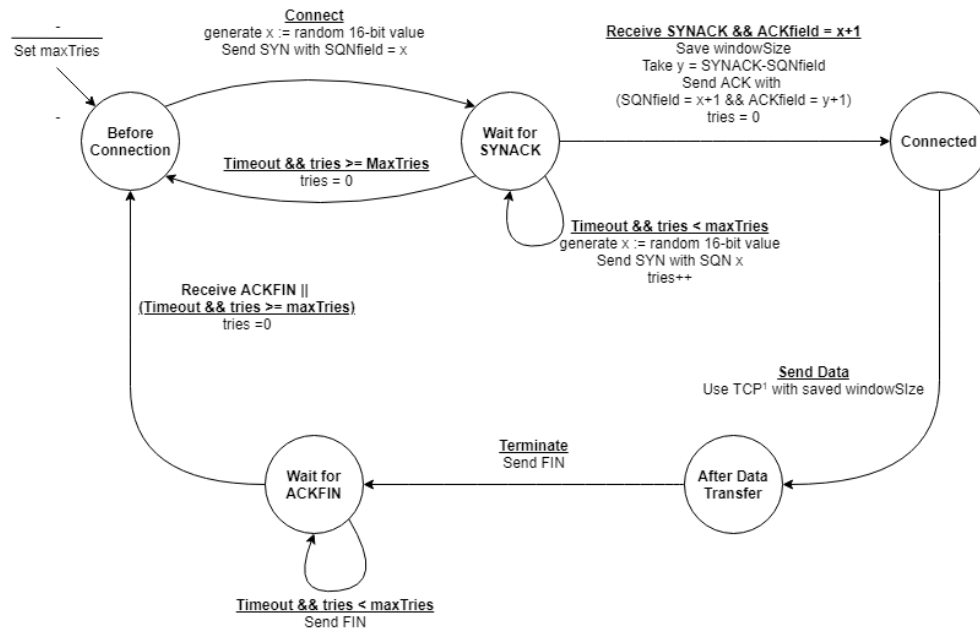 -
Set maxTries
-
Connect
generate x := random 16-bit value
Send SYN with SQNfield = x
Receive SYNACK && ACKfield = x+1
Save windowSize
Take y = SYNACK-SQNfield
Send ACK with
(SQNfield = x+1 && ACKfield = y+1)
tries = 0
Before
Connection
Wait for
SYNACK
Connected
Timeout && tries >= MaxTries
tries = 0
Timeout && tries < maxTries
generate x := random 16-bit value
Send SYN with SQN x
tries++
Receive ACKFIN ||
(Timeout && tries >= maxTries)
tries =0
Send Data
Use TCP¹ with saved windowSIze
Terminate
Send FIN
Wait for
ACKFIN
After Data
Transfer
Timeout && tries < maxTries
Send FIN